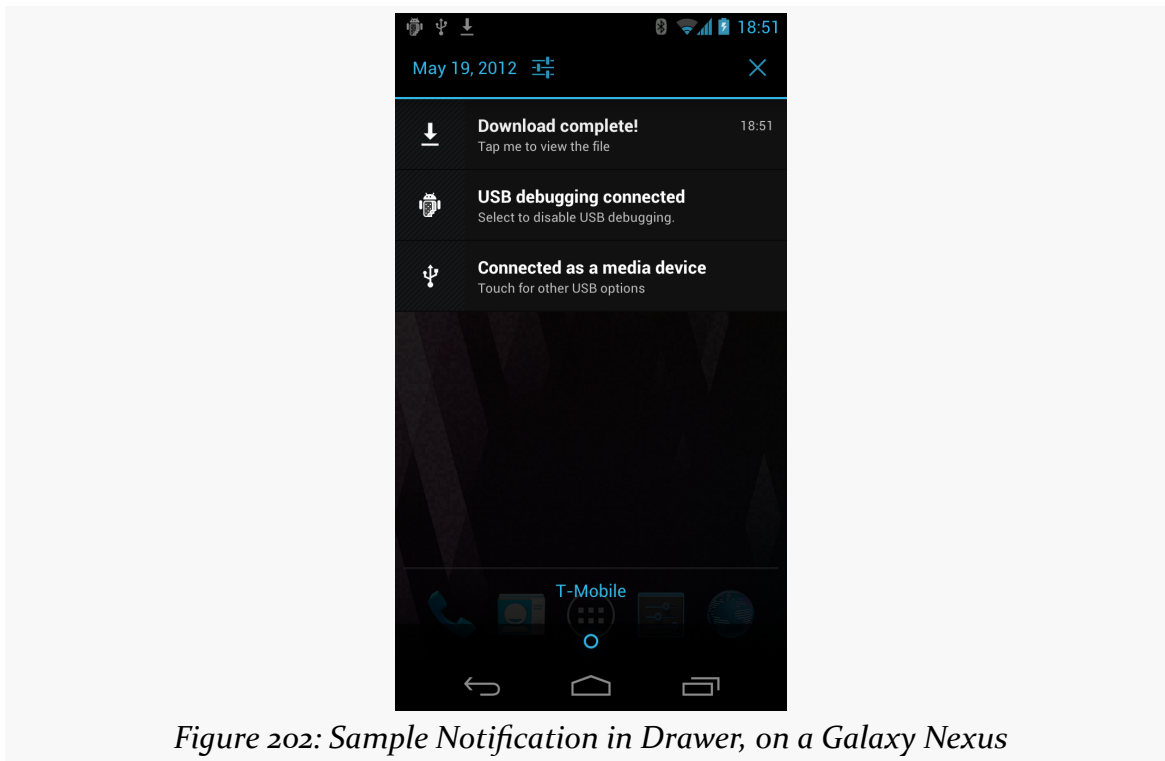 18:51
May 19, 2012
Download complete! 18:51
Tap me to view the file
USB debugging connected
Select to disable USB debugging.
Connected as a media device
Touch for other USB options
T-Mobile
Figure 202: Sample Notification in Drawer, on a Galaxy Nexus